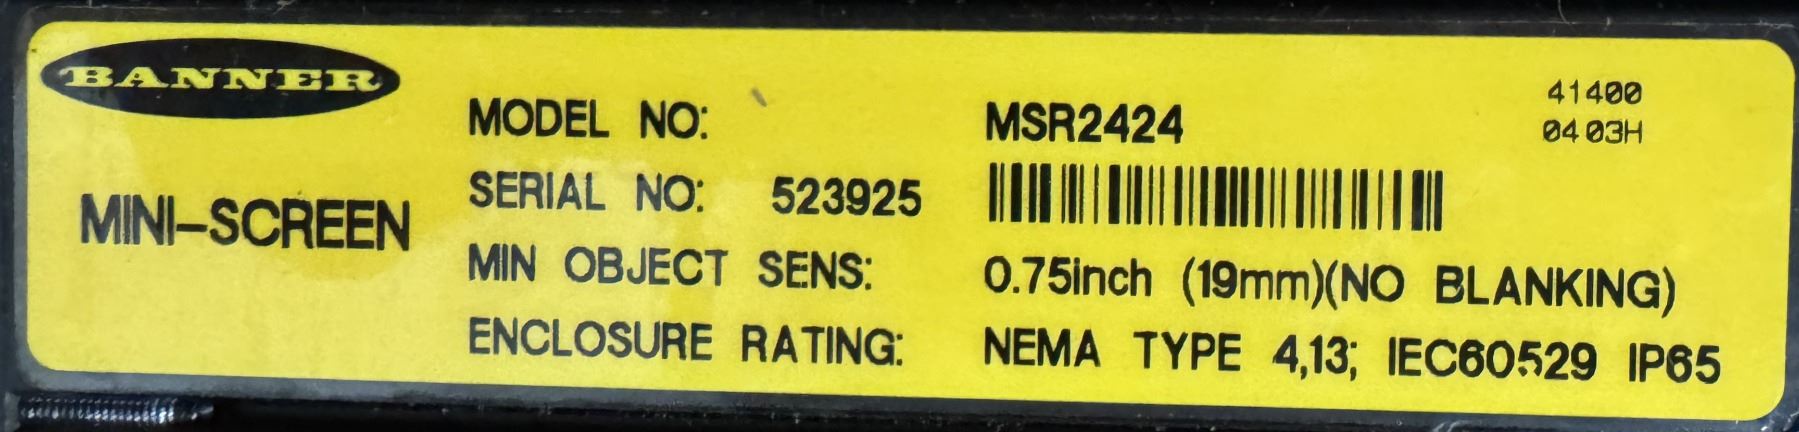 BANNER
MINI-SCREEN
MODEL NO: MSR2424
SERIAL NO: 523925
MIN OBJECT SENS: 0.75inch (19mm)(NO BLANKING)
ENCLOSURE RATING: NEMA TYPE 4,13; IEC60529 IP65
41400
0403H